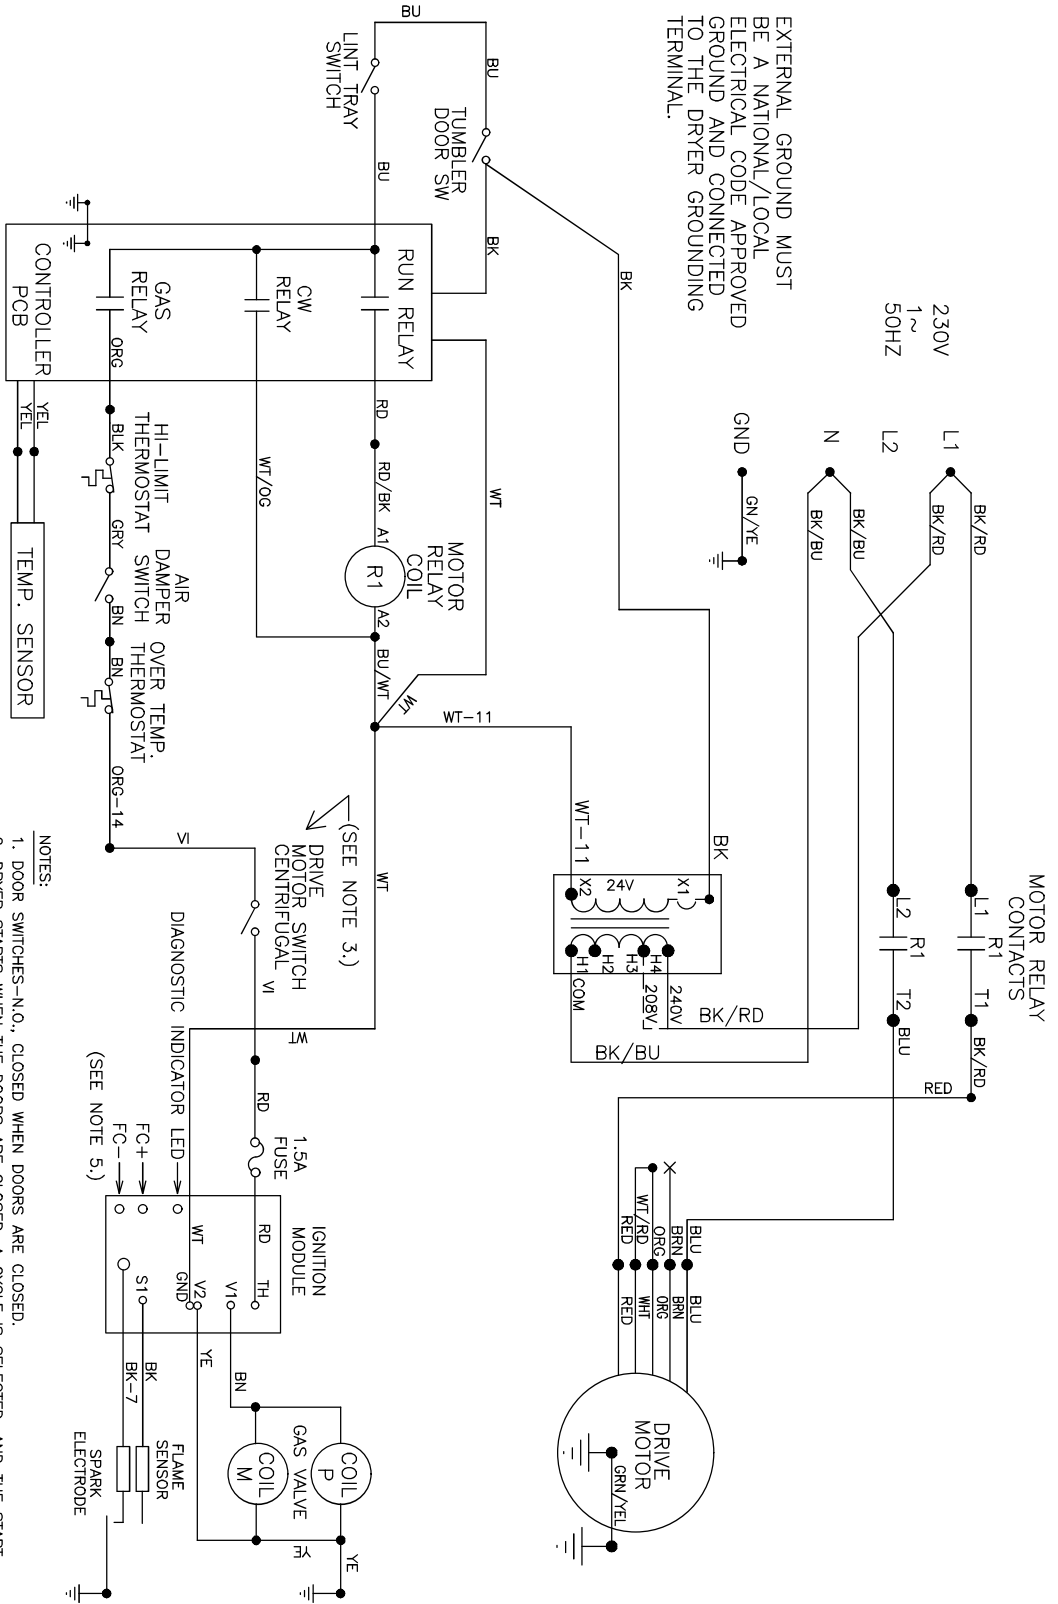 EXTERNAL GROUND MUST
BE A NATIONAL/LOCAL
ELECTRICAL CODE APPROVED
GROUND AND CONNECTED
TO THE DRYER GROUNDING
TERMINAL.
230V
1~
50HZ
L1
L2
N
GND
GN/YE
BK/RD
BK/RD
BK/BU
BK/BU
MOTOR RELAY
CONTACTS
L1
R1
T1
L2
R1
T2
BK/RD
BLU
RED
BLU
BRN
ORG
WT/RD
RED
BLU
BRN
ORG
WHT
RED
DRIVE
MOTOR
GRN/YEL
BU
BU
TUMBLER
DOOR SW
LINT TRAY
SWITCH
BU
BK
BK
BK
X1
24V
X2
H4
H3
H2
H1
COM
240V
208V
BK/RD
BK/BU
WT-11
WT-11
RUN RELAY
CW
RELAY
GAS
RELAY
CONTROLLER
PCB
WT
RD
RD/BK
A1
R1
A2
MOTOR
RELAY
COIL
BU/WT
WT
WT/OG
WT
ORG
BLK
HI-LIMIT
THERMOSTAT
GRY
AIR
DAMPER
SWITCH
BN
BN
OVER TEMP.
THERMOSTAT
ORG-14
YEL
YEL
TEMP. SENSOR
VI
(SEE NOTE 3.)
DRIVE
MOTOR SWITCH
CENTRIFUGAL
VI
WT
RD
1.5A
FUSE
DIAGNOSTIC INDICATOR LED
FC+
FC-
(SEE NOTE 5.)
IGNITION
MODULE
RD
TH
V1
V2
WT
GND
S1
YE
BN
BK
BK-7
GAS VALVE
COIL
P
COIL
M
YE
YE
FLAME
SENSOR
SPARK
ELECTRODE
NOTES:
1. DOOR SWITCHES-N.O., CLOSED WHEN DOORS ARE CLOSED.